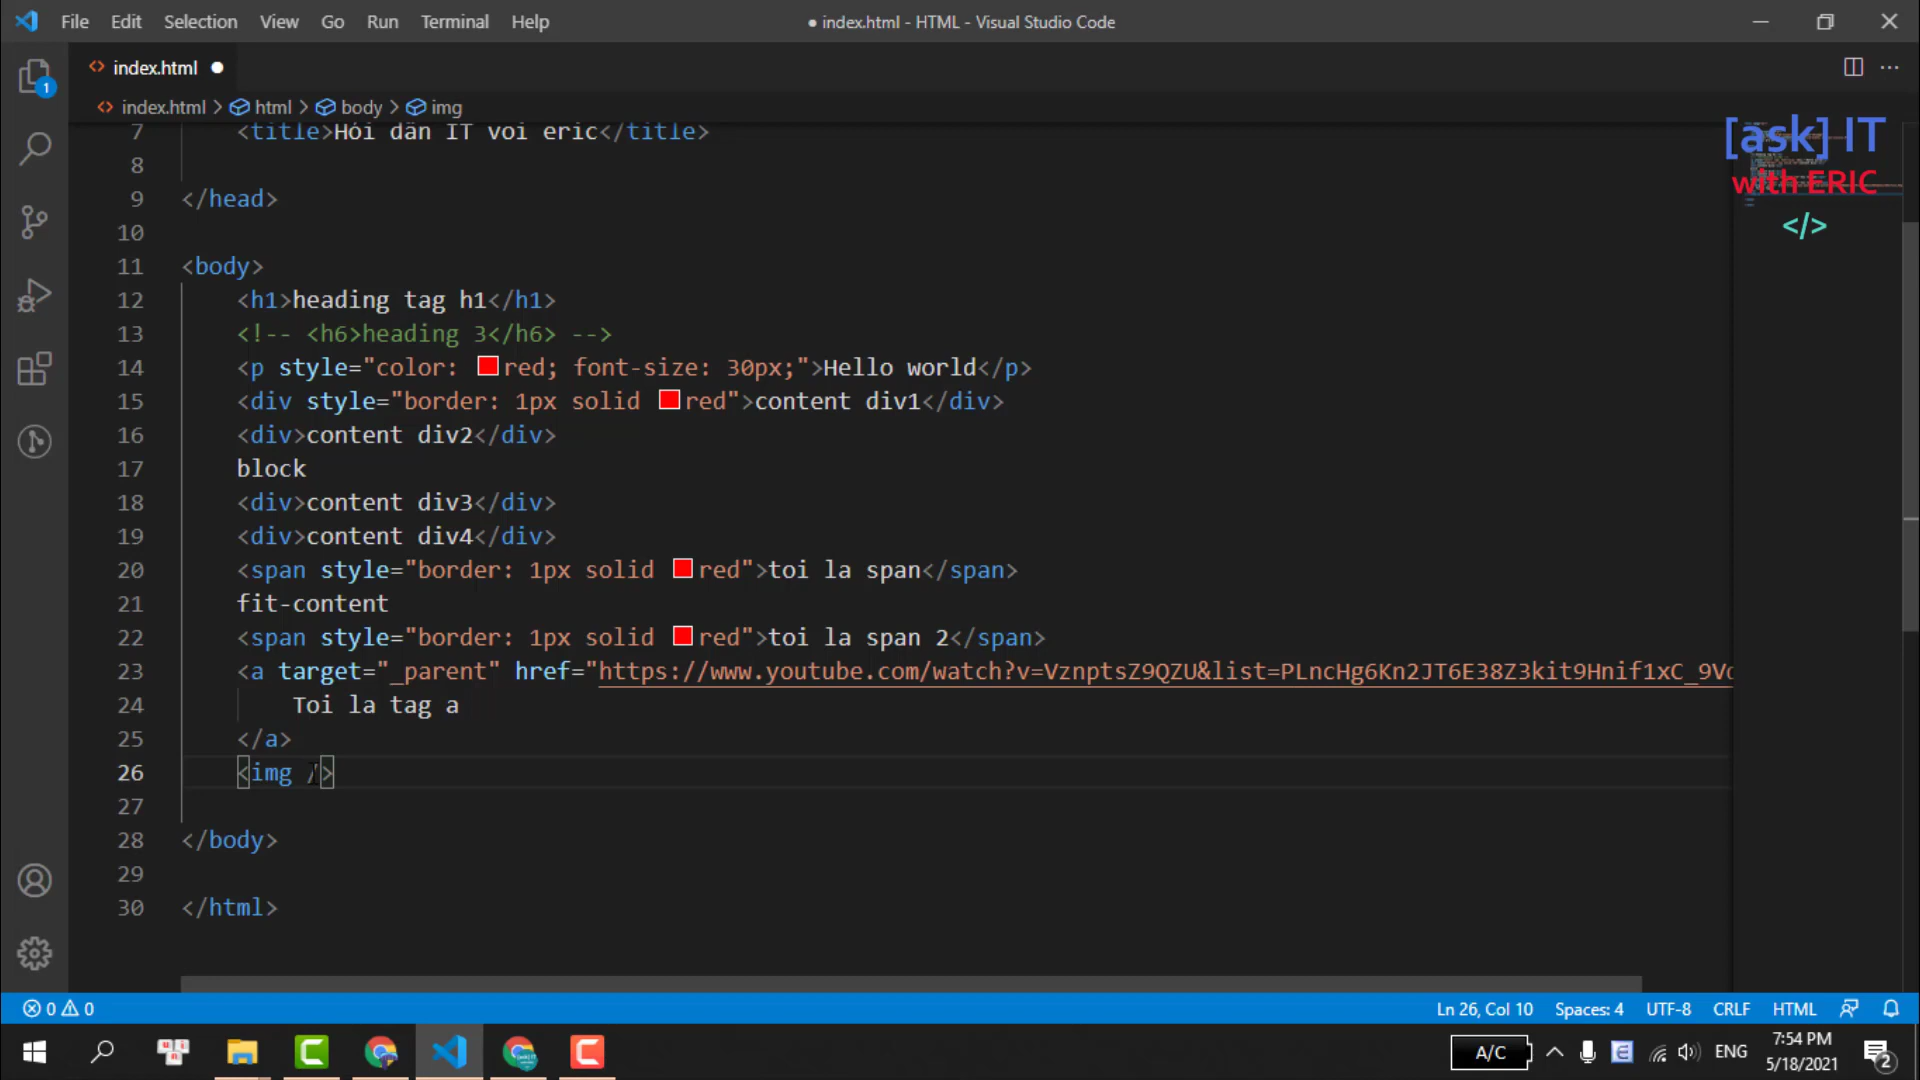 File Edit Selection View Go Run Terminal Help
● index.html - HTML - Visual Studio Code
index.html ●
index.html > html > body > img
[ask] IT
with ERIC
</>
7 <title>Hỏi dân IT voi eric</title>
8
9 </head>
10
11 <body>
12 <h1>heading tag h1</h1>
13 <!-- <h6>heading 3</h6> -->
14 <p style="color: red; font-size: 30px;">Hello world</p>
15 <div style="border: 1px solid red">content div1</div>
16 <div>content div2</div>
17 block
18 <div>content div3</div>
19 <div>content div4</div>
20 <span style="border: 1px solid red">toi la span</span>
21 fit-content
22 <span style="border: 1px solid red">toi la span 2</span>
23 <a target="_parent" href="https://www.youtube.com/watch?v=VznptsZ9QZU&list=PLncHg6Kn2JT6E38Z3kit9Hnif1xC_9V
24 Toi la tag a
25 </a>
26 <img />
27
28 </body>
29
30 </html>
1
0 0
Ln 26, Col 10 Spaces: 4 UTF-8 CRLF HTML
A/C ENG 7:54 PM
5/18/2021
2